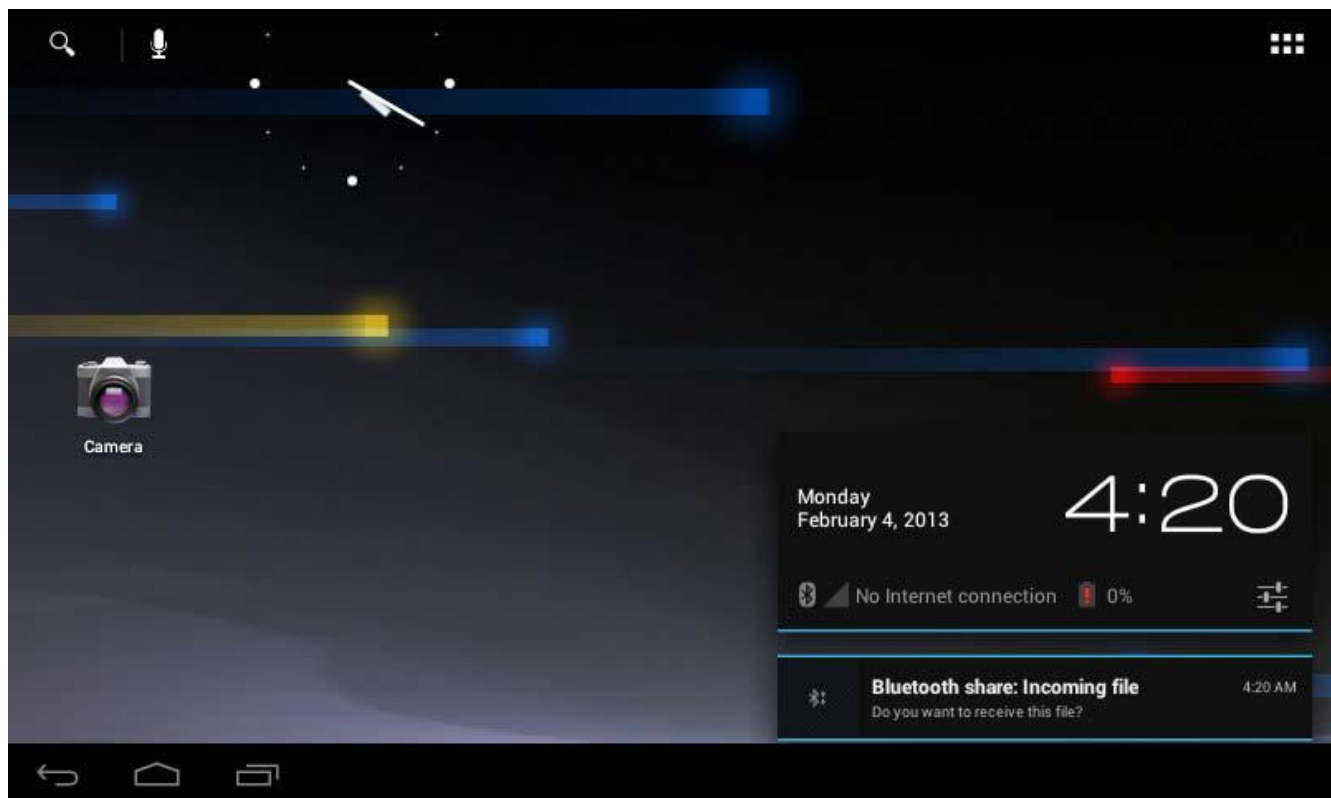 Camera
Monday
February 4, 2013
4:20
No Internet connection
0%
Bluetooth share: Incoming file
4:20 AM
Do you want to receive this file?